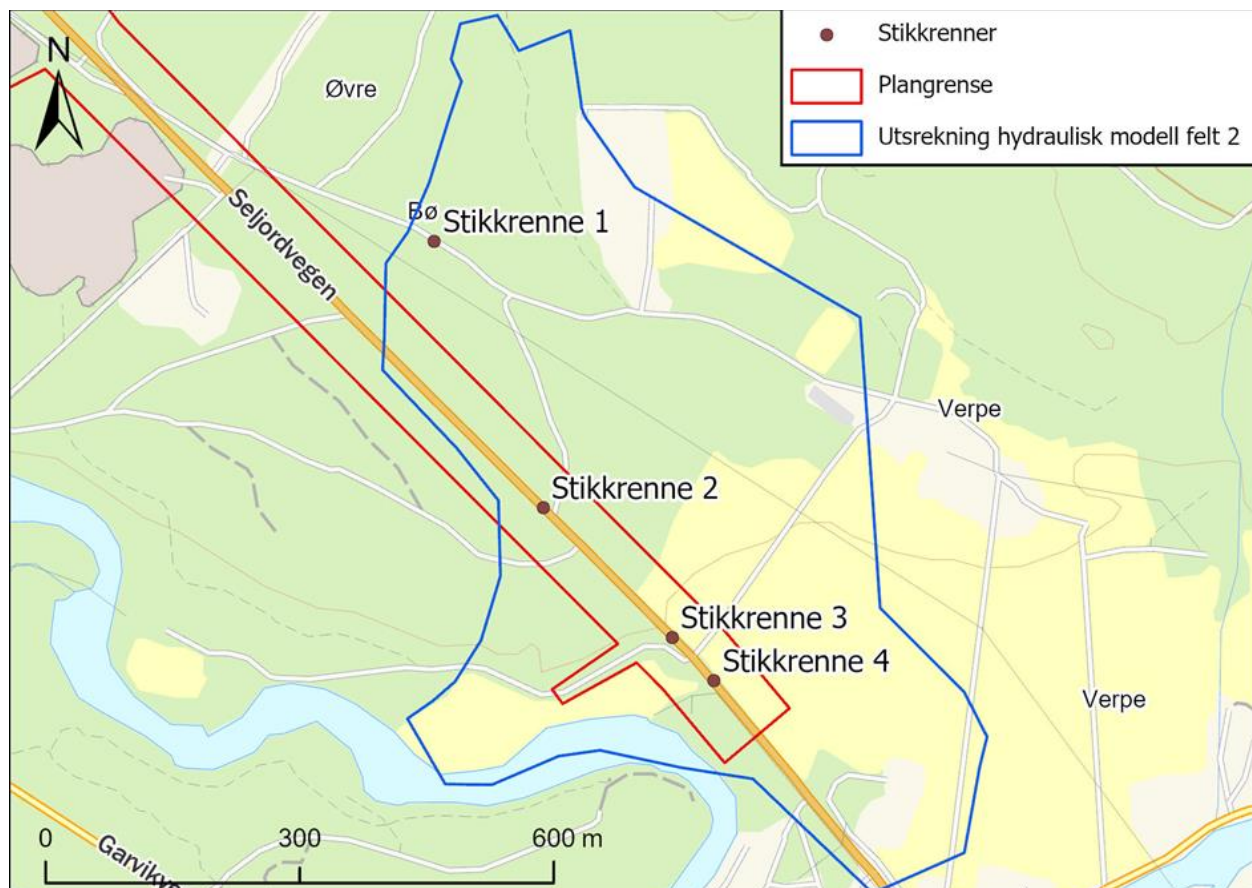 N
Øvre
Bø
Stikkrenne 1
Seljordvegen
Stikkrenner
Plangrense
Utsrekning hydraulisk modell felt 2
Verpe
Stikkrenne 2
Stikkrenne 3
Stikkrenne 4
Verpe
0 300 600 m